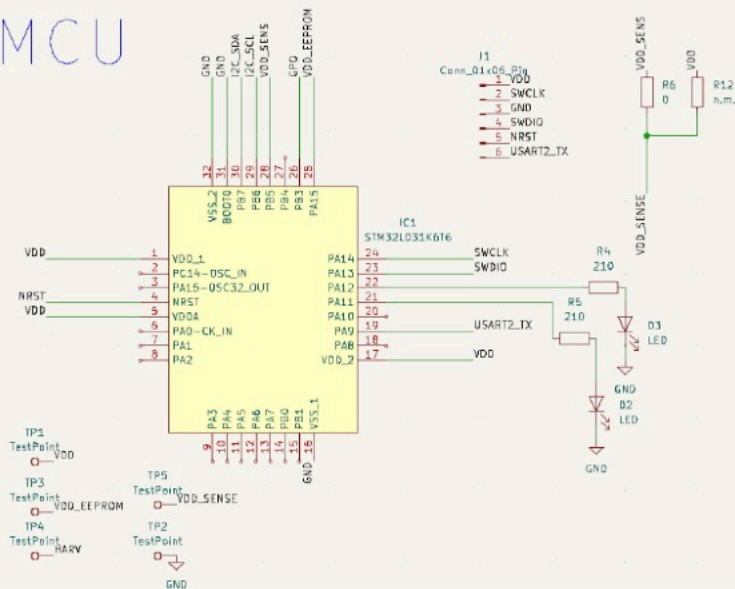 MCU
GND
GND
I2C_SDA
I2C_SCL
VDD_SENS
GPO
VDD_EEPROM
32
31
30
29
28
27
26
25
VSS_2
BOOT0
PB7
PB6
PB5
PB4
PB3
PA15
IC1
STM32L031K6T6
VDD 1 VDD_1
2 PC14-OSC_IN
3 PA15-OSC32_OUT
NRST 4 NRST
VDD 5 VDDA
6 PA0-CK_IN
7 PA1
8 PA2
PA14 24 SWCLK
PA13 23 SWDIO
PA12 22
PA11 21
PA10 20
PA9 19 USART2_TX
PA8 18
VDD_2 17 VDD
PA3
PA4
PA5
PA6
PA7
PB0
PB1
VSS_1
9
10
11
12
13
14
15
16
GND
J1
Conn_01x06_Pin
1 VDD
2 SWCLK
3 GND
4 SWDIO
5 NRST
6 USART2_TX
VDD_SENS
VDD
R6
0
R12
n.m.
VDD_SENSE
R4
210
R5
210
D3
LED
GND
D2
LED
GND
TP1
TestPoint
VDD
TP3
TestPoint
VDD_EEPROM
TP4
TestPoint
HARV
TP5
TestPoint
VDD_SENSE
TP2
TestPoint
GND